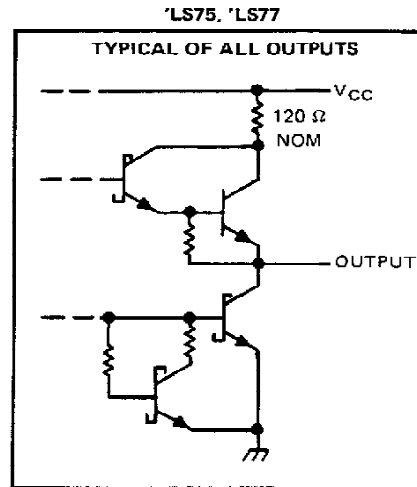 'LS75, 'LS77
TYPICAL OF ALL OUTPUTS
VCC
120 Ω
NOM
OUTPUT